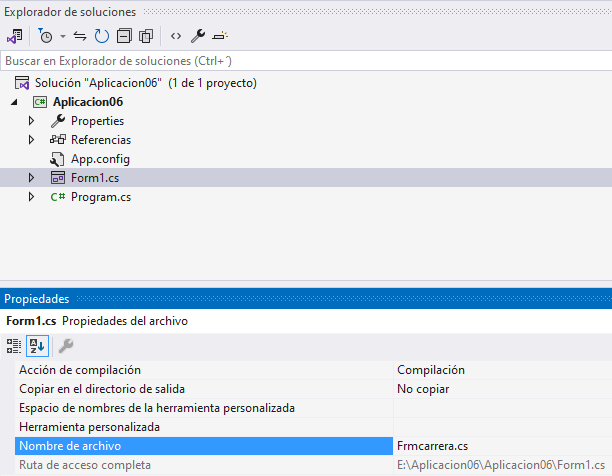 Explorador de soluciones
Buscar en Explorador de soluciones (Ctrl+´)
Solución "Aplicacion06" (1 de 1 proyecto)
C# Aplicacion06
Properties
Referencias
App.config
Form1.cs
C# Program.cs
Propiedades
Form1.cs Propiedades del archivo
Acción de compilación Compilación
Copiar en el directorio de salida No copiar
Espacio de nombres de la herramienta personalizada
Herramienta personalizada
Nombre de archivo Frmcarrera.cs
Ruta de acceso completa E:\Aplicacion06\Aplicacion06\Form1.cs